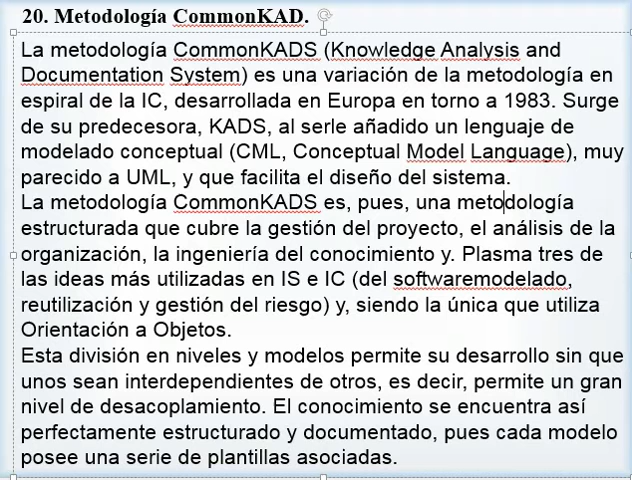 20. Metodología CommonKAD.
La metodología CommonKADS (Knowledge Analysis and
Documentation System) es una variación de la metodología en
espiral de la IC, desarrollada en Europa en torno a 1983. Surge
de su predecesora, KADS, al serle añadido un lenguaje de
modelado conceptual (CML, Conceptual Model Language), muy
parecido a UML, y que facilita el diseño del sistema.
La metodología CommonKADS es, pues, una metodología
estructurada que cubre la gestión del proyecto, el análisis de la
organización, la ingeniería del conocimiento y. Plasma tres de
las ideas más utilizadas en IS e IC (del softwaremodelado,
reutilización y gestión del riesgo) y, siendo la única que utiliza
Orientación a Objetos.
Esta división en niveles y modelos permite su desarrollo sin que
unos sean interdependientes de otros, es decir, permite un gran
nivel de desacoplamiento. El conocimiento se encuentra así
perfectamente estructurado y documentado, pues cada modelo
posee una serie de plantillas asociadas.